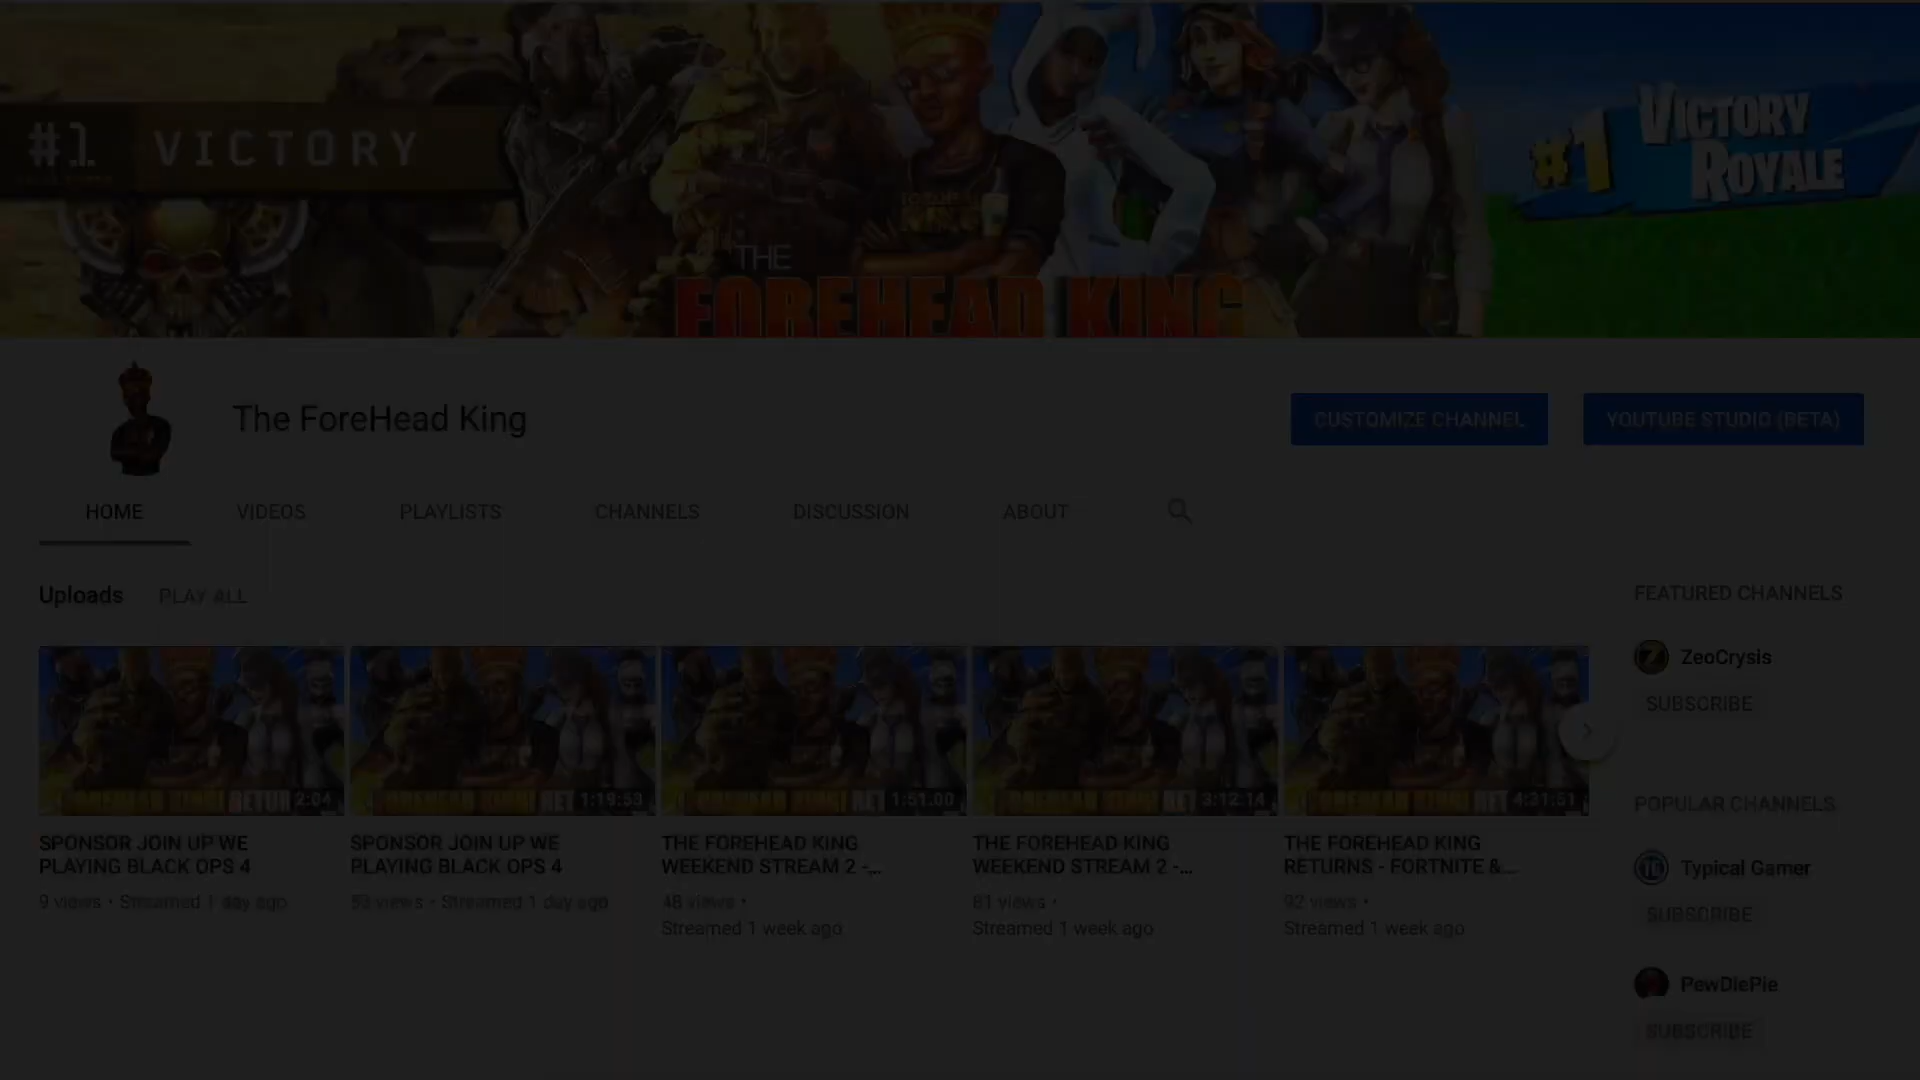 #1 VICTORY
#1 VICTORY
ROYALE
THE
FOREHEAD KING
The ForeHead King
CUSTOMIZE CHANNEL
YOUTUBE STUDIO (BETA)
HOME VIDEOS PLAYLISTS CHANNELS DISCUSSION ABOUT
Uploads PLAY ALL
2:04
1:19:53
1:51:00
3:12:14
4:31:51
SPONSOR JOIN UP WE
PLAYING BLACK OPS 4
9 views • Streamed 1 day ago
SPONSOR JOIN UP WE
PLAYING BLACK OPS 4
53 views • Streamed 1 day ago
THE FOREHEAD KING
WEEKEND STREAM 2 -...
48 views •
Streamed 1 week ago
THE FOREHEAD KING
WEEKEND STREAM 2 -...
81 views •
Streamed 1 week ago
THE FOREHEAD KING
RETURNS - FORTNITE &...
92 views •
Streamed 1 week ago
FEATURED CHANNELS
ZeoCrysis
SUBSCRIBE
POPULAR CHANNELS
Typical Gamer
SUBSCRIBE
PewDiePie
SUBSCRIBE